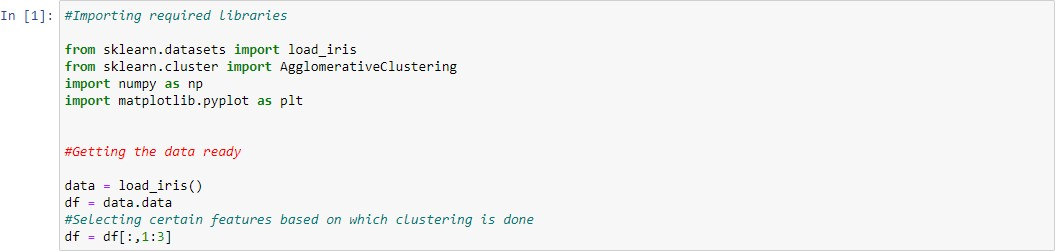 In [1]: #Importing required libraries
from sklearn.datasets import load_iris
from sklearn.cluster import AgglomerativeClustering
import numpy as np
import matplotlib.pyplot as plt
#Getting the data ready
data = load_iris()
df = data.data
#Selecting certain features based on which clustering is done
df = df[:,1:3]